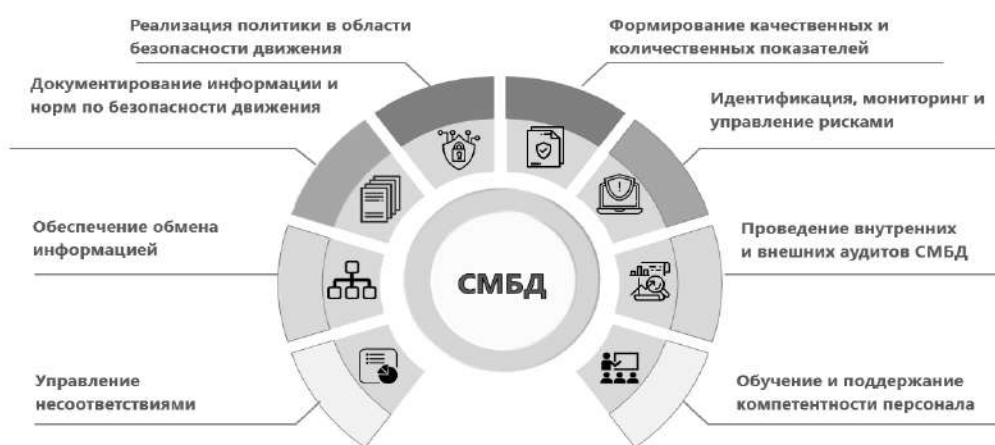 Реализация политики в области
безопасности движения
Формирование качественных и
количественных показателей
Документирование информации и
норм по безопасности движения
Идентификация, мониторинг и
управление рисками
Обеспечение обмена
информацией
СМБД
Проведение внутренних
и внешних аудитов СМБД
Управление
несоответствиями
Обучение и поддержание
компетентности персонала